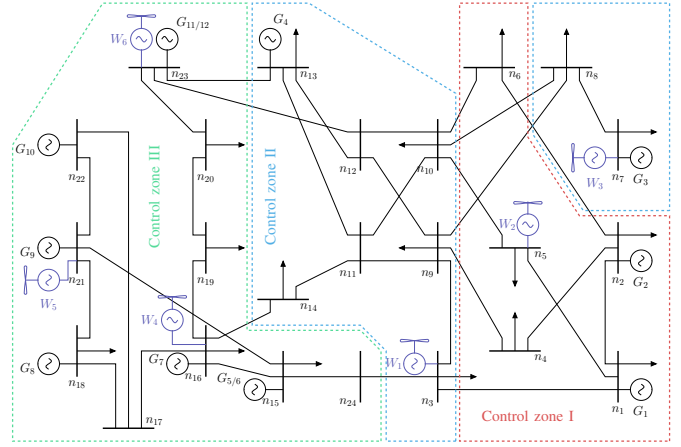 W₆
G₁₁/₁₂
G₄
n₂₃
n₁₃
n₆
n₈
G₁₀
n₂₂
Control zone III
n₂₀
Control zone II
n₁₂
n₁₀
W₃
n₇
G₃
G₉
n₂₁
W₅
n₁₉
n₁₁
n₉
W₂
n₅
n₂
G₂
n₁₄
W₄
G₈
n₁₈
G₇
n₁₆
G₅/₆
n₁₅
n₂₄
W₁
n₃
n₄
n₁
G₁
n₁₇
Control zone I